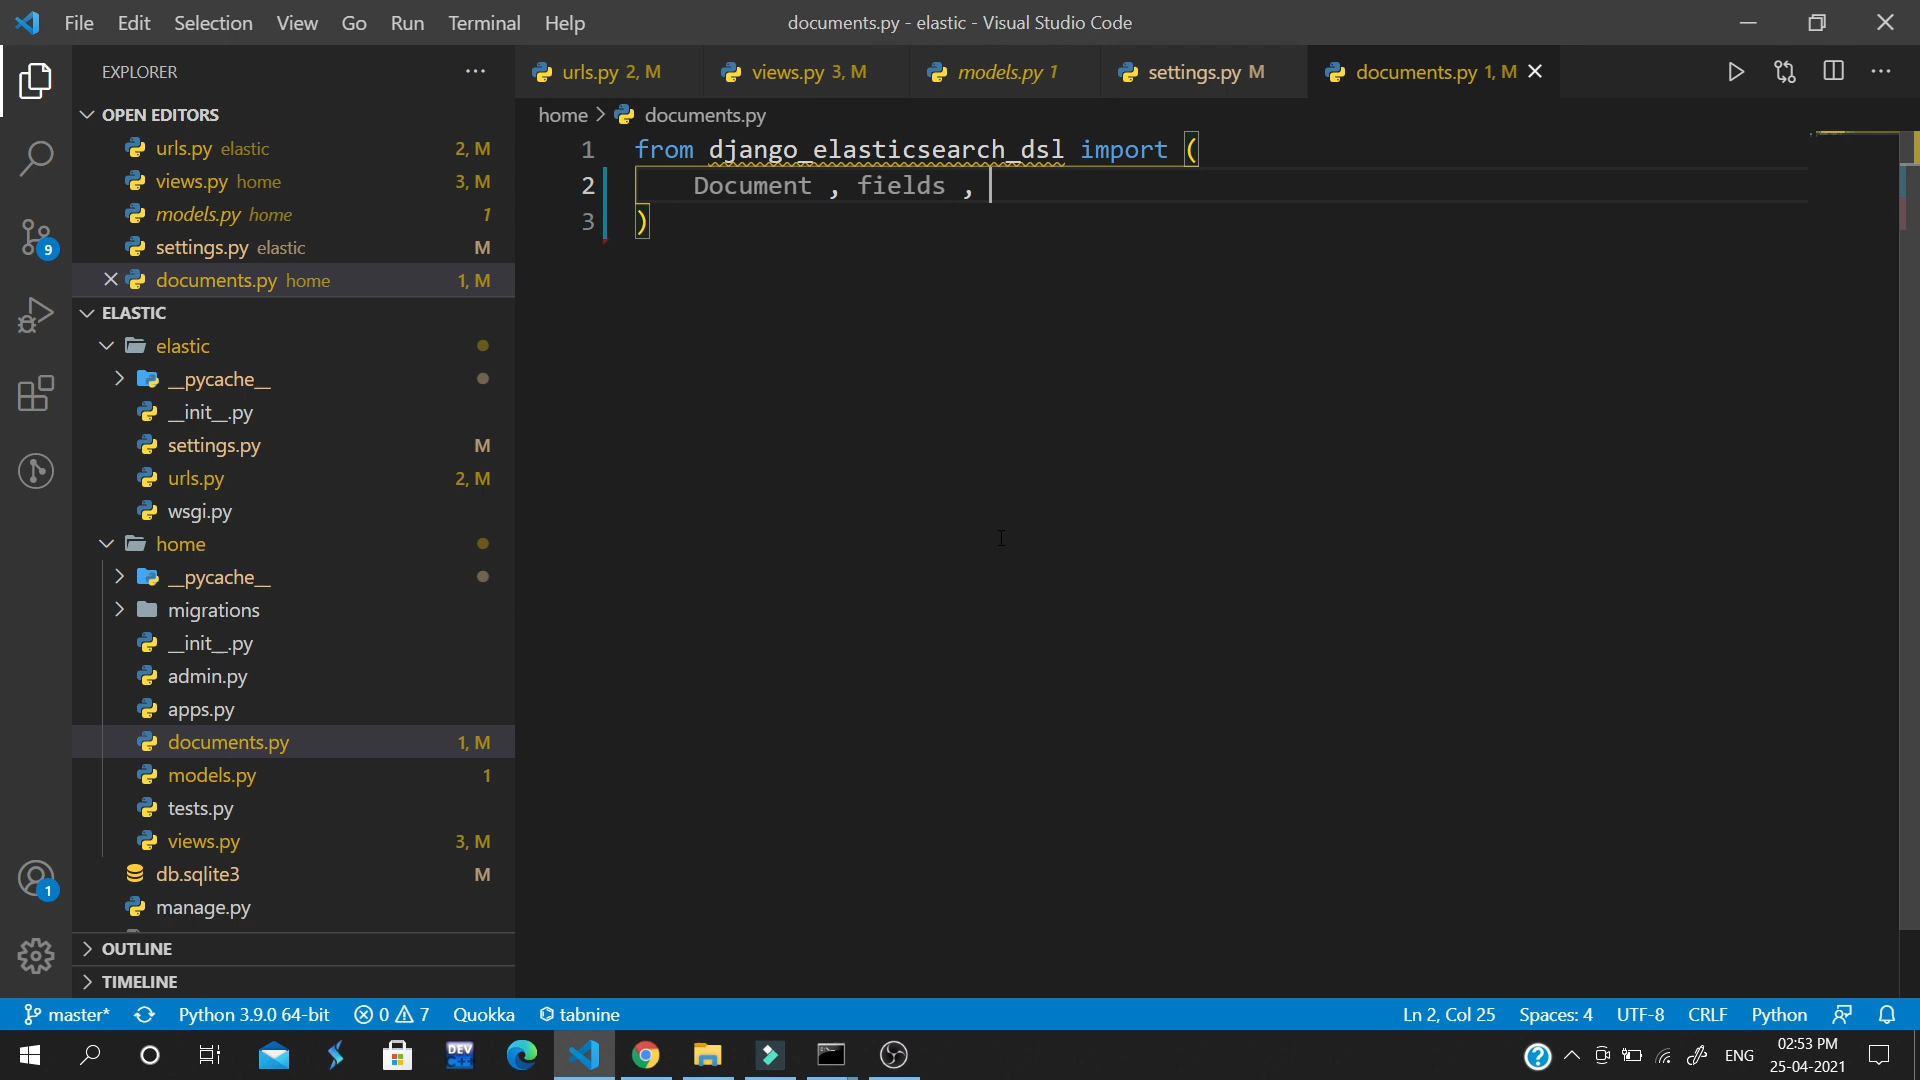 File Edit Selection View Go Run Terminal Help documents.py - elastic - Visual Studio Code
EXPLORER
urls.py 2, M views.py 3, M models.py 1 settings.py M documents.py 1, M
OPEN EDITORS
urls.py elastic 2, M
views.py home 3, M
models.py home 1
settings.py elastic M
documents.py home 1, M
ELASTIC
elastic
__pycache__
__init__.py
settings.py M
urls.py 2, M
wsgi.py
home
__pycache__
migrations
__init__.py
admin.py
apps.py
documents.py 1, M
models.py 1
tests.py
views.py 3, M
db.sqlite3 M
manage.py
OUTLINE
TIMELINE
home > documents.py
1 from django_elasticsearch_dsl import (
2 Document , fields ,
3 )
9
1
master* Python 3.9.0 64-bit 0 7 Quokka tabnine Ln 2, Col 25 Spaces: 4 UTF-8 CRLF Python
DEV C++
ENG
02:53 PM
25-04-2021